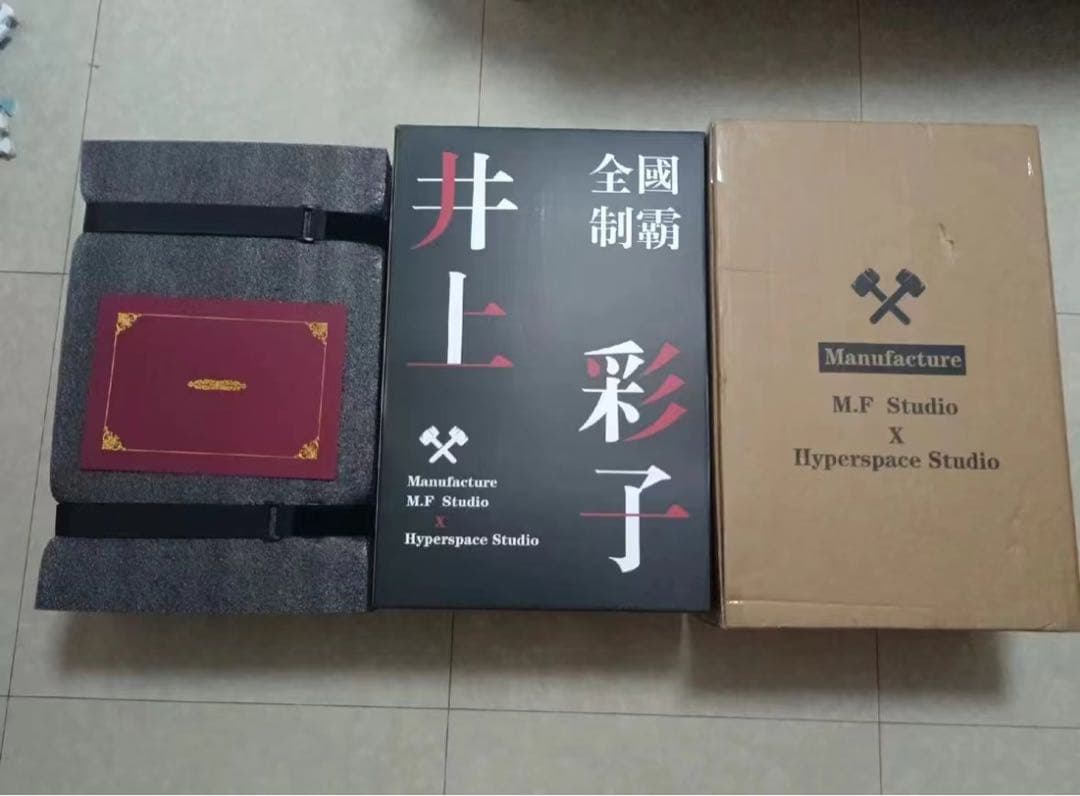 井上
全國
制霸
彩子
Manufacture
M.F Studio
X
Hyperspace Studio
Manufacture
M.F Studio
X
Hyperspace Studio